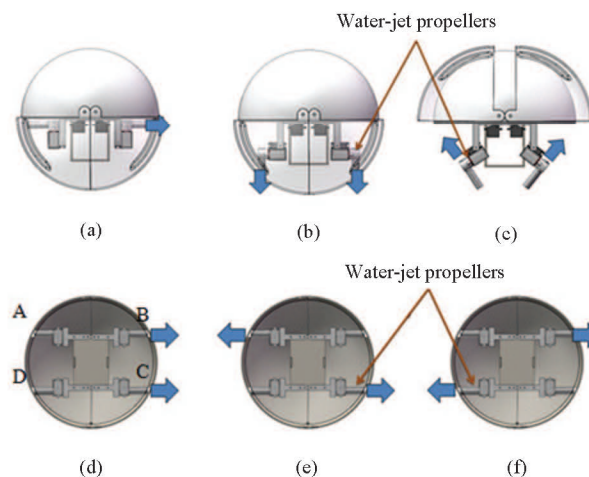 Water-jet propellers
(a)
(b)
(c)
Water-jet propellers
A
B
D
C
(d)
(e)
(f)